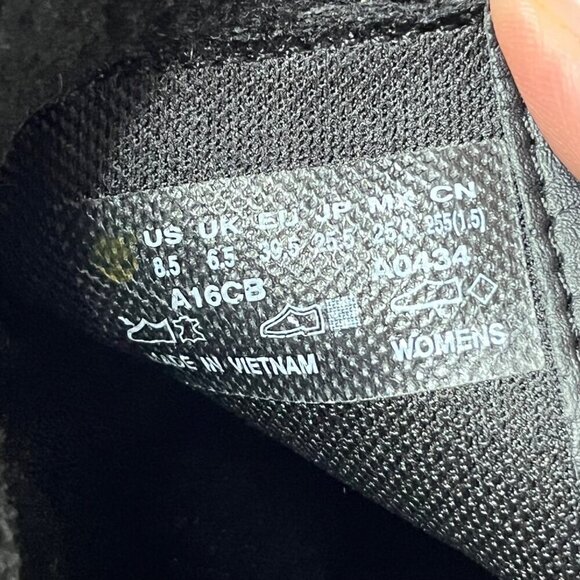 US UK EU JP MX CN
8.5 6.5 39.5 25.5 25.0 255(1.5)
A16CB A0434
MADE IN VIETNAM WOMENS